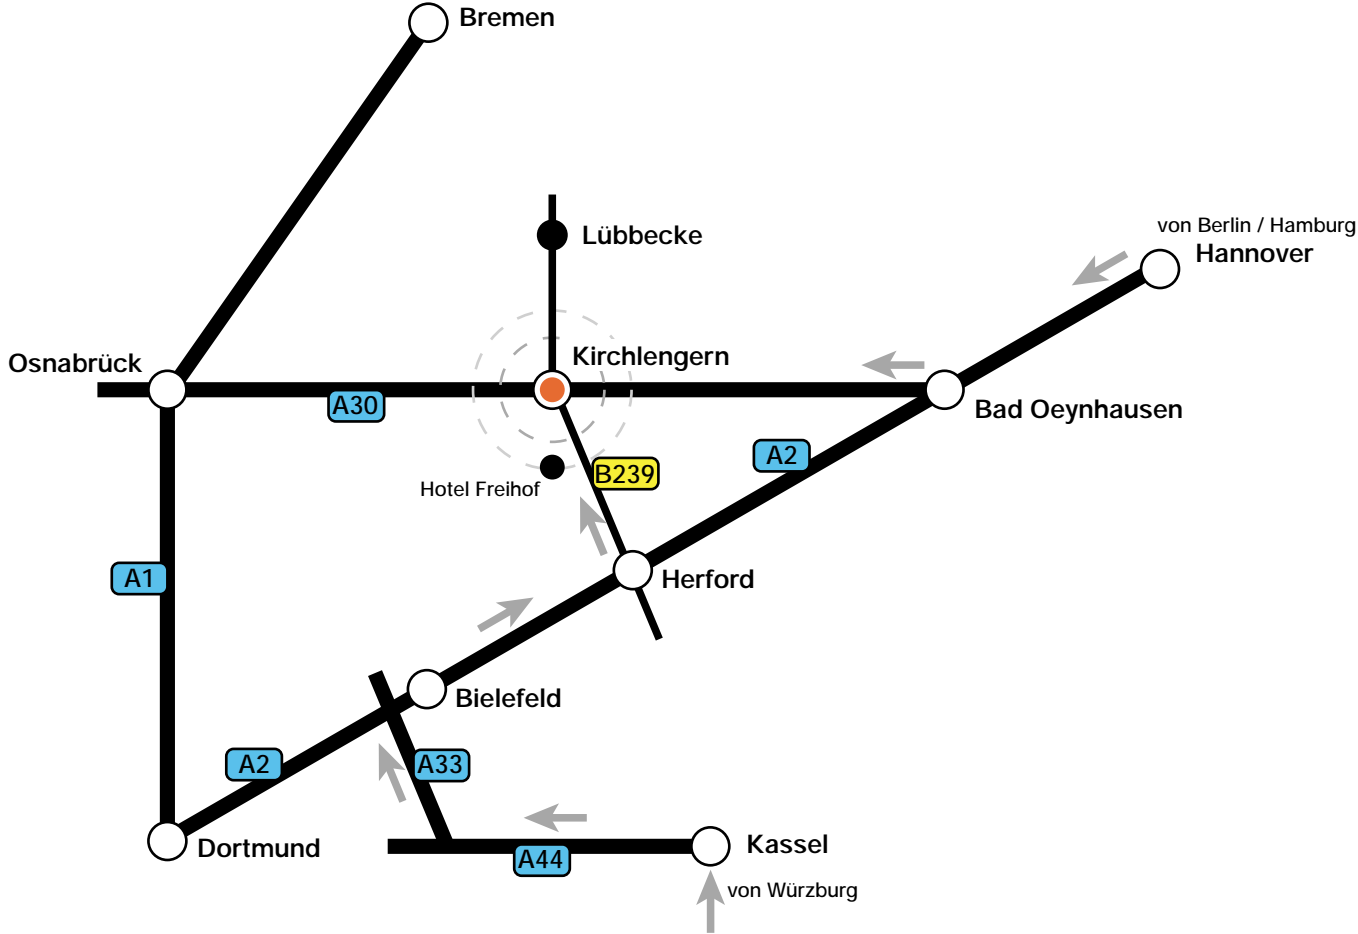 Bremen
von Berlin / Hamburg
Hannover
Lübbecke
Osnabrück
Kirchlengern
A30
Bad Oeynhausen
A2
B239
Hotel Freihof
A1
Herford
Bielefeld
A2
A33
Dortmund
A44
Kassel
von Würzburg